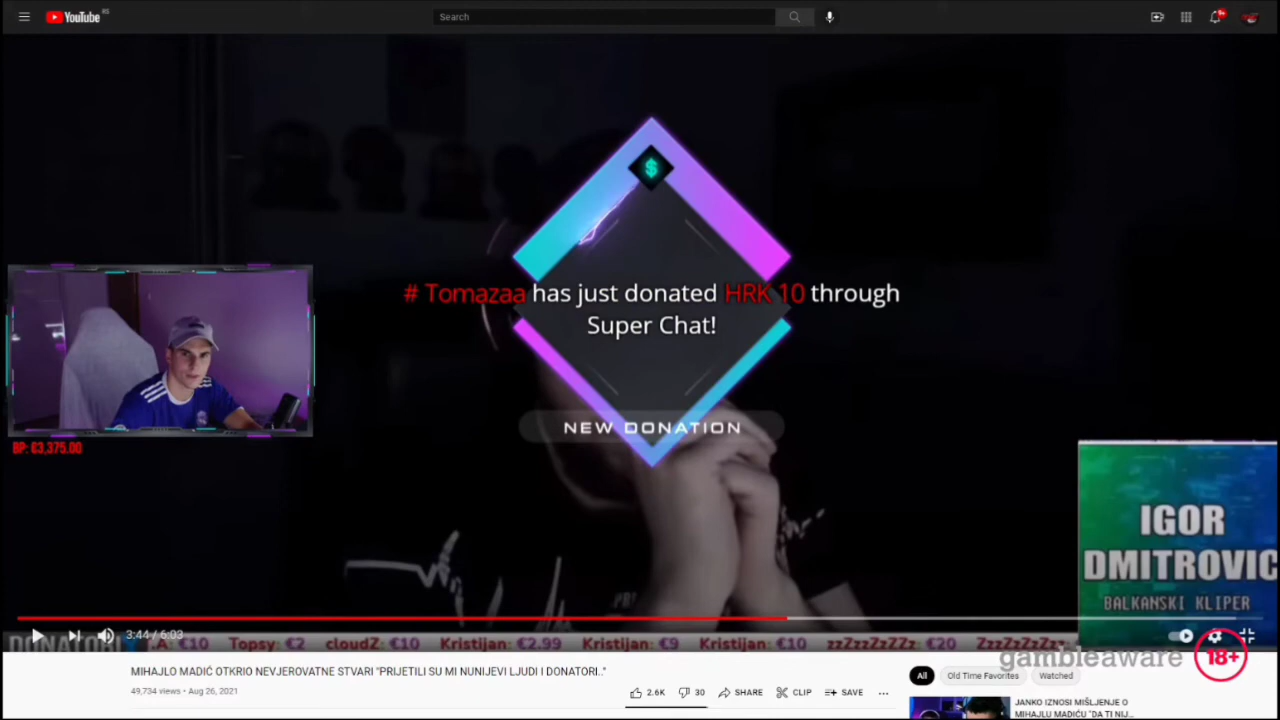 YouTube RS
Search
9+
$
# Tomazaa has just donated HRK 10 through
Super Chat!
NEW DONATION
BP: €3,375.00
IGOR
DMITROVIC
BALKANSKI KLIPER
3:44 / 6:03
DONATORI €10 Topsy: €2 cloudZ: €10 Kristijan: €2.99 Kristijan: €9 Kristijan: €10 zzZzzZzZZz: €20
gambleaware 18+
MIHAJLO MADIĆ OTKRIO NEVJEROVATNE STVARI "PRIJETILI SU MI NUNIJEVI LJUDI I DONATORI.."
49,734 views • Aug 26, 2021
2.6K 30 SHARE CLIP SAVE ...
All Old Time Favorites Watched
JANKO IZNOSI MIŠLJENJE O
MIHAJLU MADIĆU "DA TI NIJ...